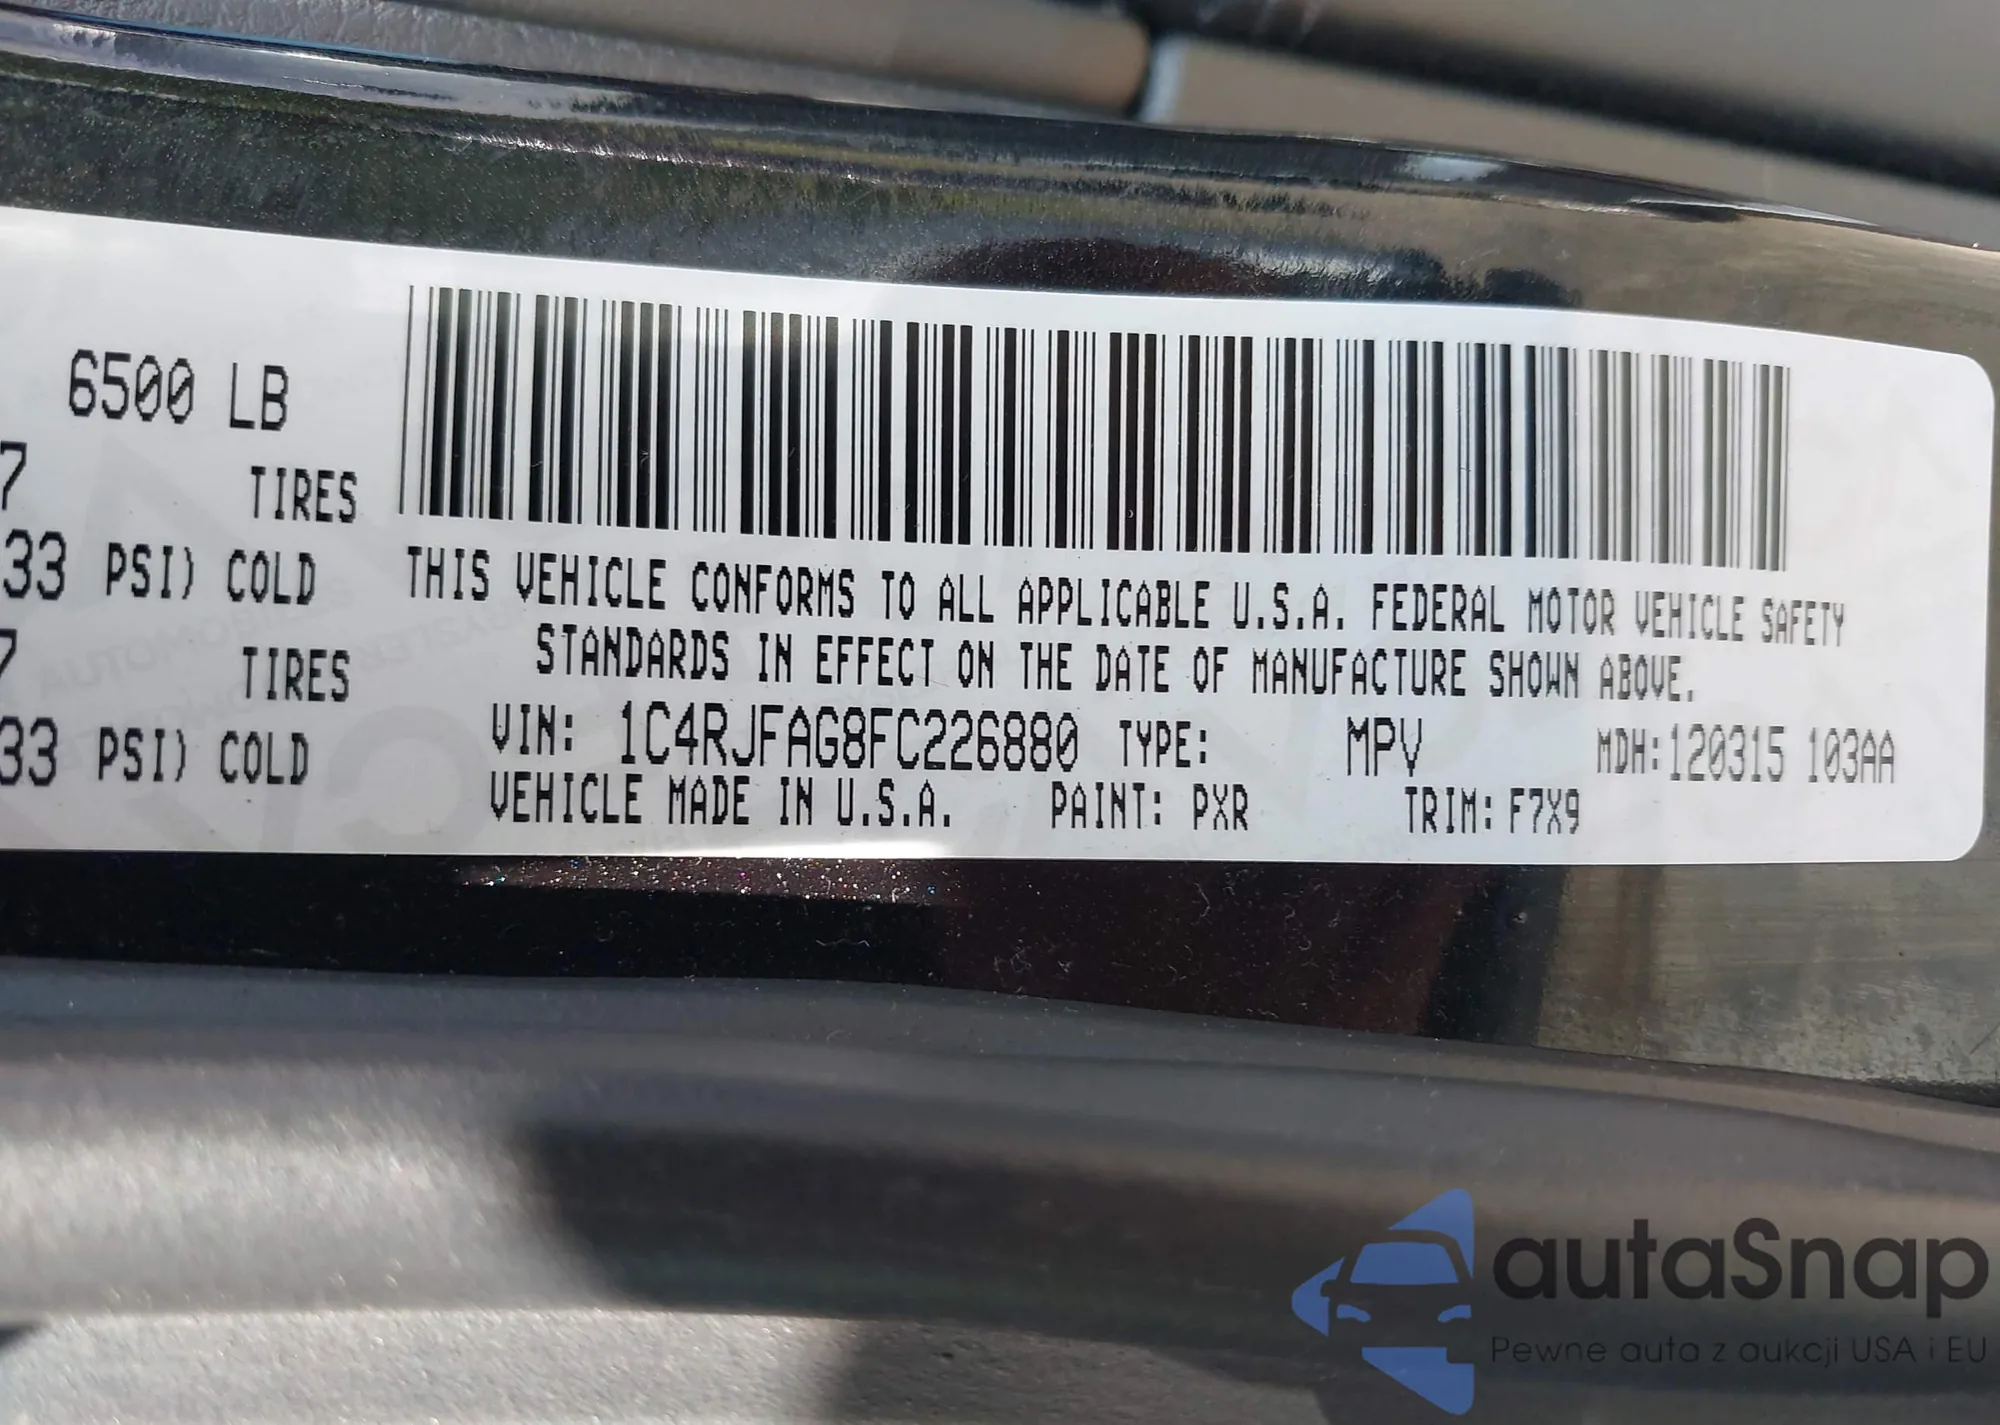 6500 LB
7 TIRES
33 PSI) COLD
7 TIRES
33 PSI) COLD
THIS VEHICLE CONFORMS TO ALL APPLICABLE U.S.A. FEDERAL MOTOR VEHICLE SAFETY
STANDARDS IN EFFECT ON THE DATE OF MANUFACTURE SHOWN ABOVE.
VIN: 1C4RJFAG8FC226880 TYPE: MPV MDH:120315 103AA
VEHICLE MADE IN U.S.A. PAINT: PXR TRIM: F7X9
autaSnap
Pewne auta z aukcji USA i EU